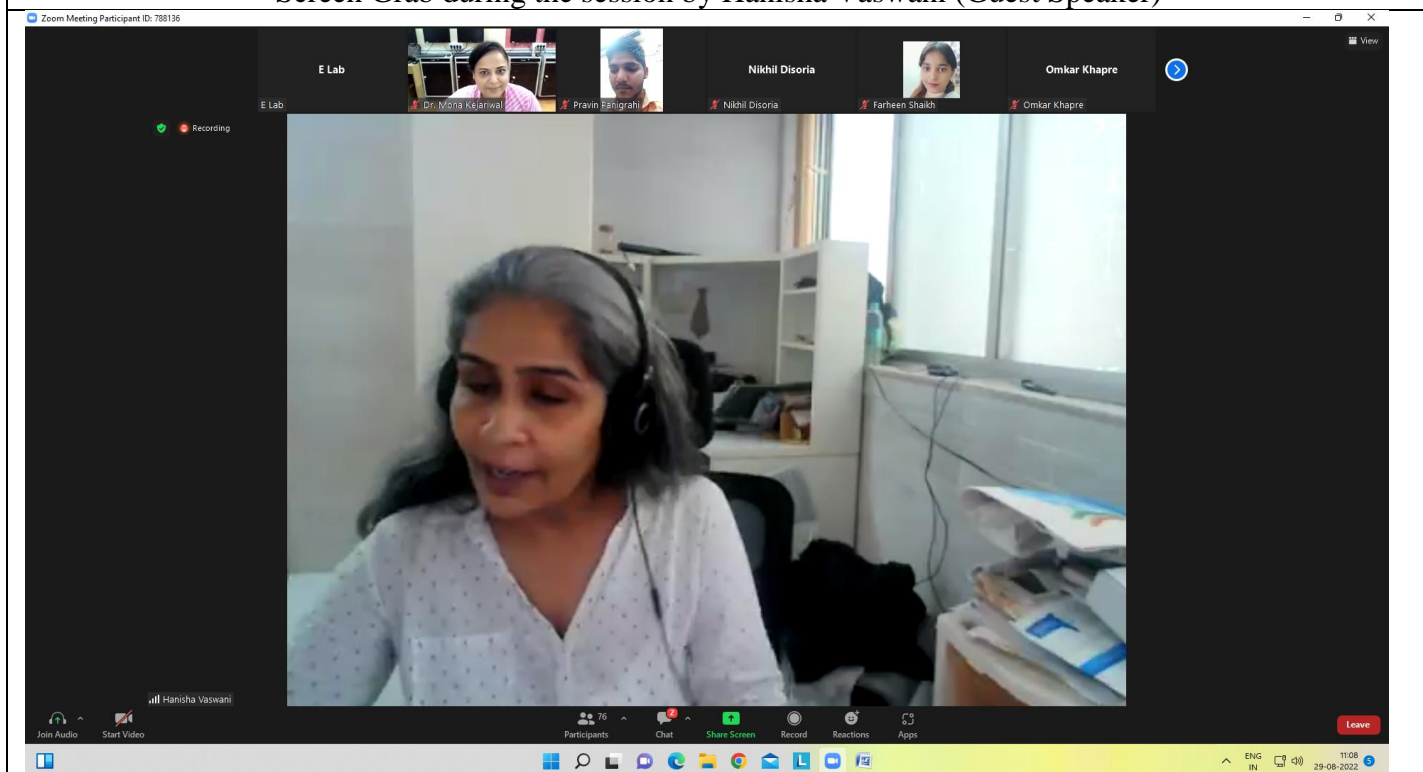 Screen Grab during the session by Hanisha Vaswani (Guest Speaker)
Zoom Meeting Participant ID: 788136
View
E Lab
Nikhil Disoria
Omkar Khapre
E Lab
Dr. Mona Kejariwal
Pravin Panigrahi
Nikhil Disoria
Farheen Shaikh
Omkar Khapre
Recording
Hanisha Vaswani
Join Audio
Start Video
76
Participants
2
Chat
Share Screen
Record
Reactions
Apps
Leave
L
ENG
IN
11:08
29-08-2022
5